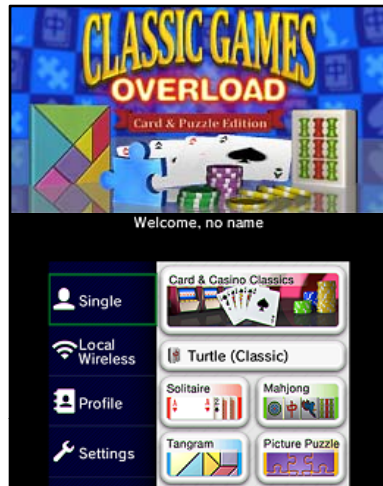 CLASSIC GAMES
OVERLOAD
Card & Puzzle Edition
Welcome, no name
Single
Local
Wireless
Profile
Settings
Card & Casino Classics
Turtle (Classic)
Solitaire
Mahjong
Tangram
Picture Puzzle